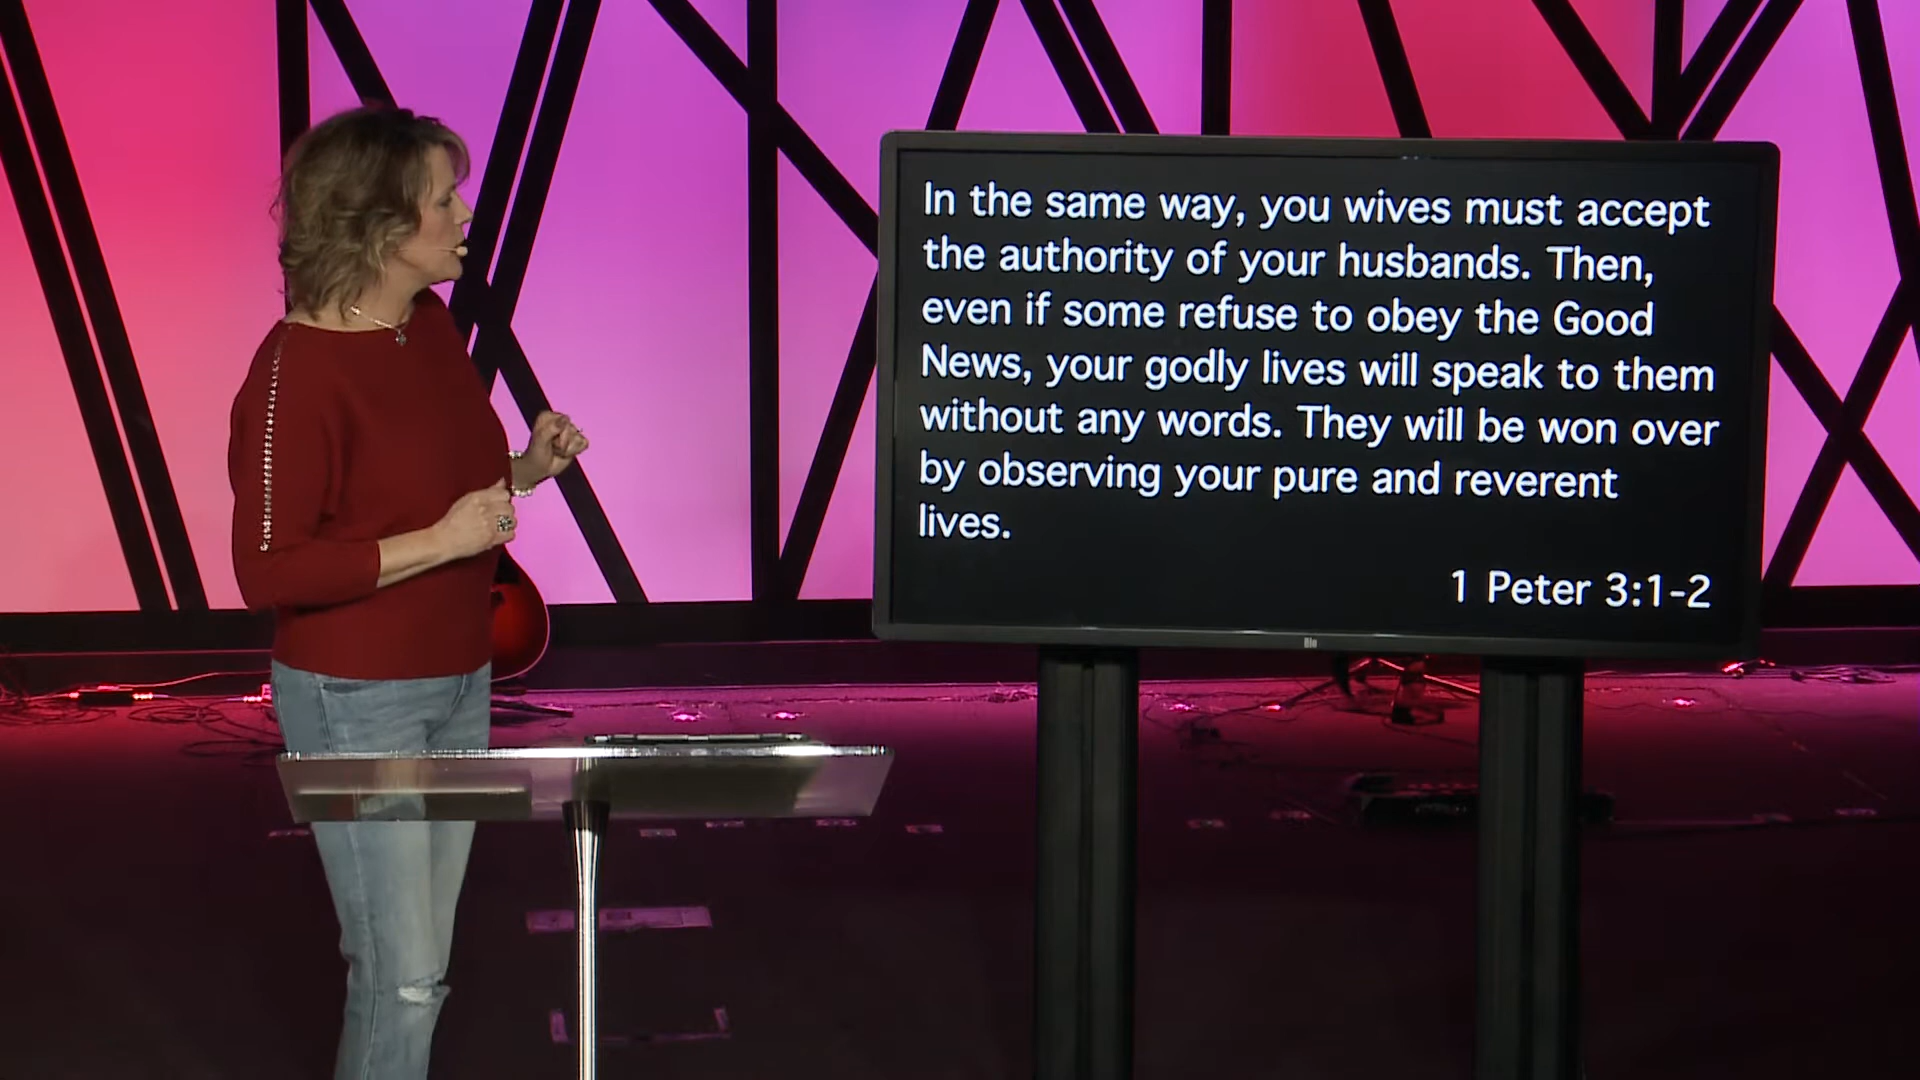 In the same way, you wives must accept
the authority of your husbands. Then,
even if some refuse to obey the Good
News, your godly lives will speak to them
without any words. They will be won over
by observing your pure and reverent
lives.
1 Peter 3:1-2